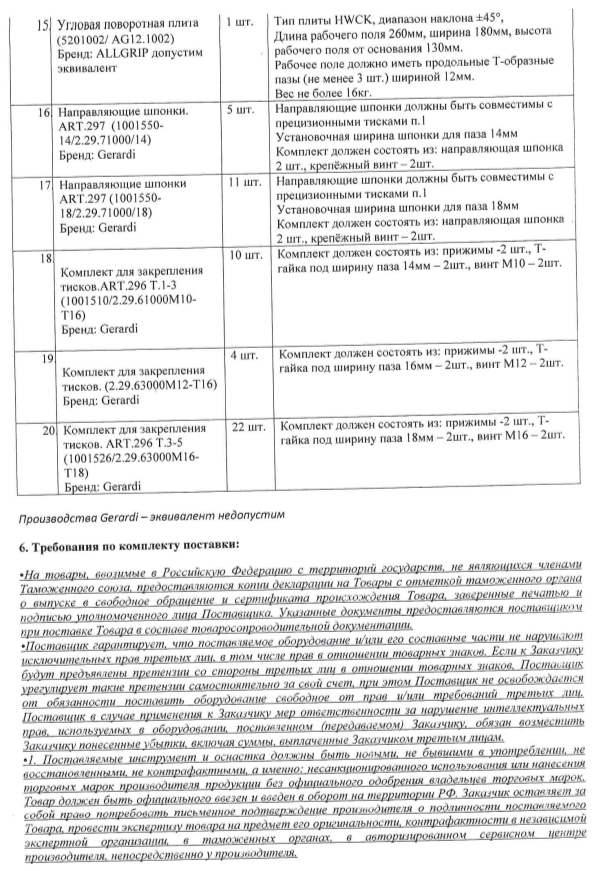 15. Угловая поворотная плита
(5201002/ AG12.1002)
Бренд: ALLGRIP допустим
эквивалент
1 шт.
Тип плиты HWCK, диапазон наклона ±45°,
Длина рабочего поля 260мм, ширина 180мм, высота
рабочего поля от основания 130мм.
Рабочее поле должно иметь продольные Т-образные
пазы (не менее 3 шт.) шириной 12мм.
Вес не более 16кг.
16. Направляющие шпонки.
ART.297 (1001550-
14/2.29.71000/14)
Бренд: Gerardi
5 шт.
Направляющие шпонки должны быть совместимы с
прецизионными тисками п.1
Установочная ширина шпонки для паза 14мм
Комплект должен состоять из: направляющая шпонка
2 шт., крепёжный винт – 2шт.
17. Направляющие шпонки
ART.297 (1001550-
18/2.29.71000/18)
Бренд: Gerardi
11 шт.
Направляющие шпонки должны быть совместимы с
прецизионными тисками п.1
Установочная ширина шпонки для паза 18мм
Комплект должен состоять из: направляющая шпонка
2 шт., крепёжный винт – 2шт.
18
Комплект для закрепления
тисков.ART.296 Т.1-3
(1001510/2.29.61000М10-
Т16)
Бренд: Gerardi
10 шт.
Комплект должен состоять из: прижимы -2 шт., Т-
гайка под ширину паза 14мм – 2шт., винт М10 – 2шт.
19
Комплект для закрепления
тисков. (2.29.63000М12-Т16)
Бренд: Gerardi
4 шт.
Комплект должен состоять из: прижимы -2 шт., Т-
гайка под ширину паза 16мм – 2шт., винт М12 – 2шт.
20 Комплект для закрепления
тисков. ART.296 Т.3-5
(1001526/2.29.63000М16-
Т18)
Бренд: Gerardi
22 шт.
Комплект должен состоять из: прижимы -2 шт., Т-
гайка под ширину паза 18мм – 2шт., винт М16 – 2шт.
Производства Gerardi – эквивалент недопустим
6. Требования по комплекту поставки:
•На товары, ввозимые в Российскую Федерацию с территорий государств, не являющихся членами
Таможенного союза, предоставляются копии декларации на Товары с отметкой таможенного органа
о выпуске в свободное обращение и сертификата происхождения Товара, заверенные печатью и
подписью уполномоченного лица Поставщика. Указанные документы предоставляются поставщиком
при поставке Товара в составе товаросопроводительной документации.
•Поставщик гарантирует, что поставляемое оборудование и/или его составные части не нарушают
исключительных прав третьих лиц, в том числе прав в отношении товарных знаков. Если к Заказчику
будут предъявлены претензии со стороны третьих лиц в отношении товарных знаков, Поставщик
урегулирует такие претензии самостоятельно за свой счет, при этом Поставщик не освобождается
от обязанности поставить оборудование свободное от прав и/или требований третьих лиц.
Поставщик в случае применения к Заказчику мер ответственности за нарушение интеллектуальных
прав, используемых в оборудовании, поставленном (передаваемом) Заказчику, обязан возместить
Заказчику понесенные убытки, включая суммы, выплаченные Заказчиком третьим лицам.
•1. Поставляемые инструмент и оснастка должны быть новыми, не бывшими в употреблении, не
восстановленными, не контрафактными, а именно: несанкционированного использования или нанесения
торговых марок производителя продукции без официального одобрения владельцев торговых марок.
Товар должен быть официального ввезен и введен в оборот на территории РФ. Заказчик оставляет за
собой право потребовать письменное подтверждение производителя о подлинности поставляемого
Товара, провести экспертизу товара на предмет его оригинальности, контрафактности в независимой
экспертной организации, в таможенных органах, в авторизированном сервисном центре
производителя, непосредственно у производителя.